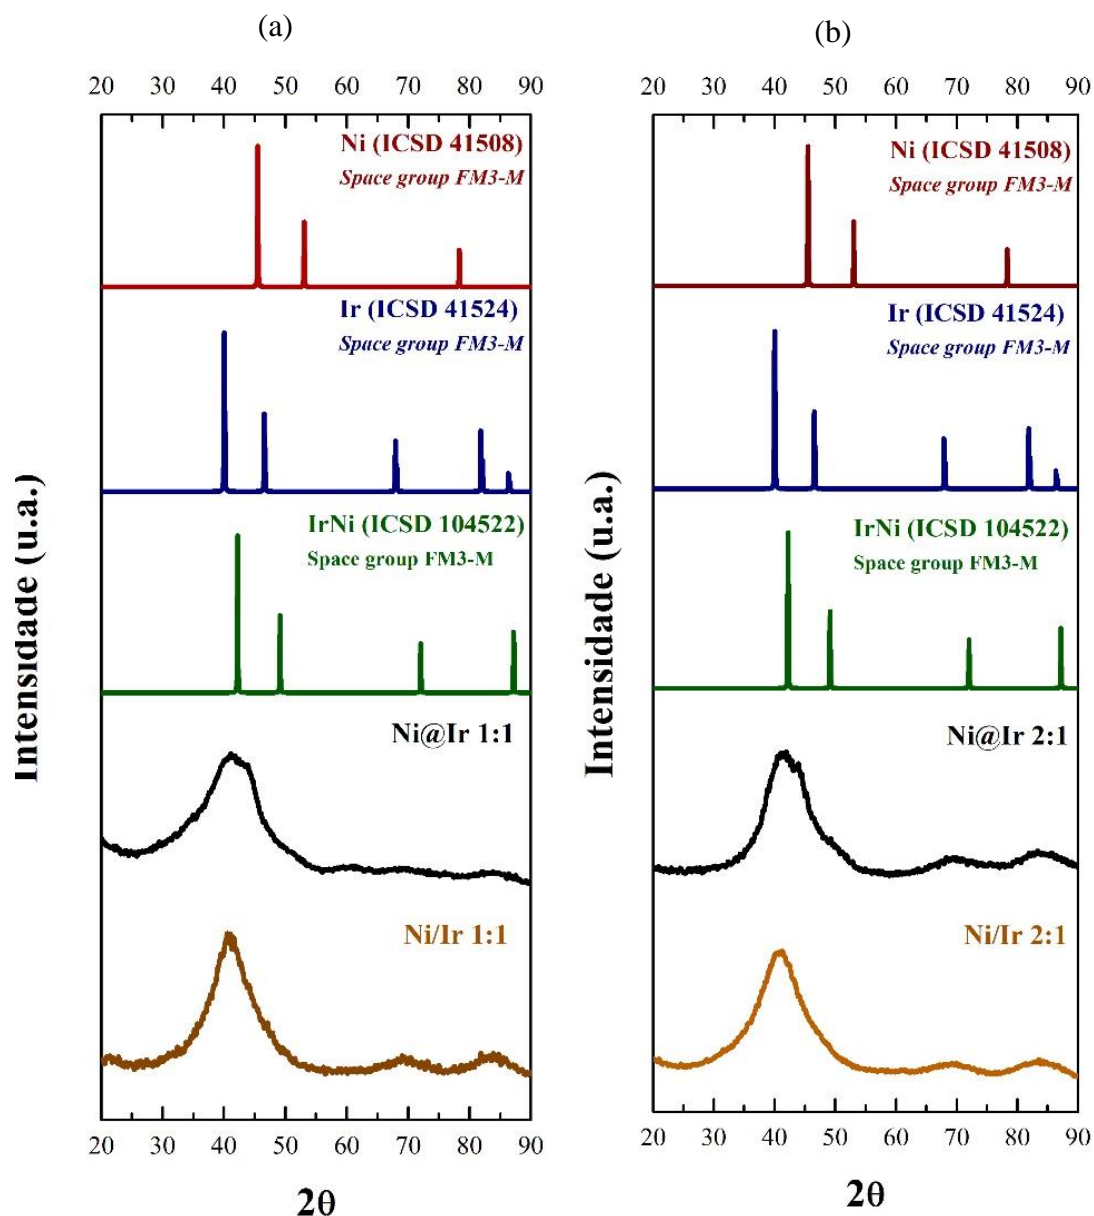 (a)
20 30 40 50 60 70 80 90
Ni (ICSD 41508)
Space group FM3-M
Ir (ICSD 41524)
Space group FM3-M
IrNi (ICSD 104522)
Space group FM3-M
Ni@Ir 1:1
Ni/Ir 1:1
Intensidade (u.a.)
20 30 40 50 60 70 80 90
2θ
(b)
20 30 40 50 60 70 80 90
Ni (ICSD 41508)
Space group FM3-M
Ir (ICSD 41524)
Space group FM3-M
IrNi (ICSD 104522)
Space group FM3-M
Ni@Ir 2:1
Ni/Ir 2:1
Intensidade (u.a.)
20 30 40 50 60 70 80 90
2θ